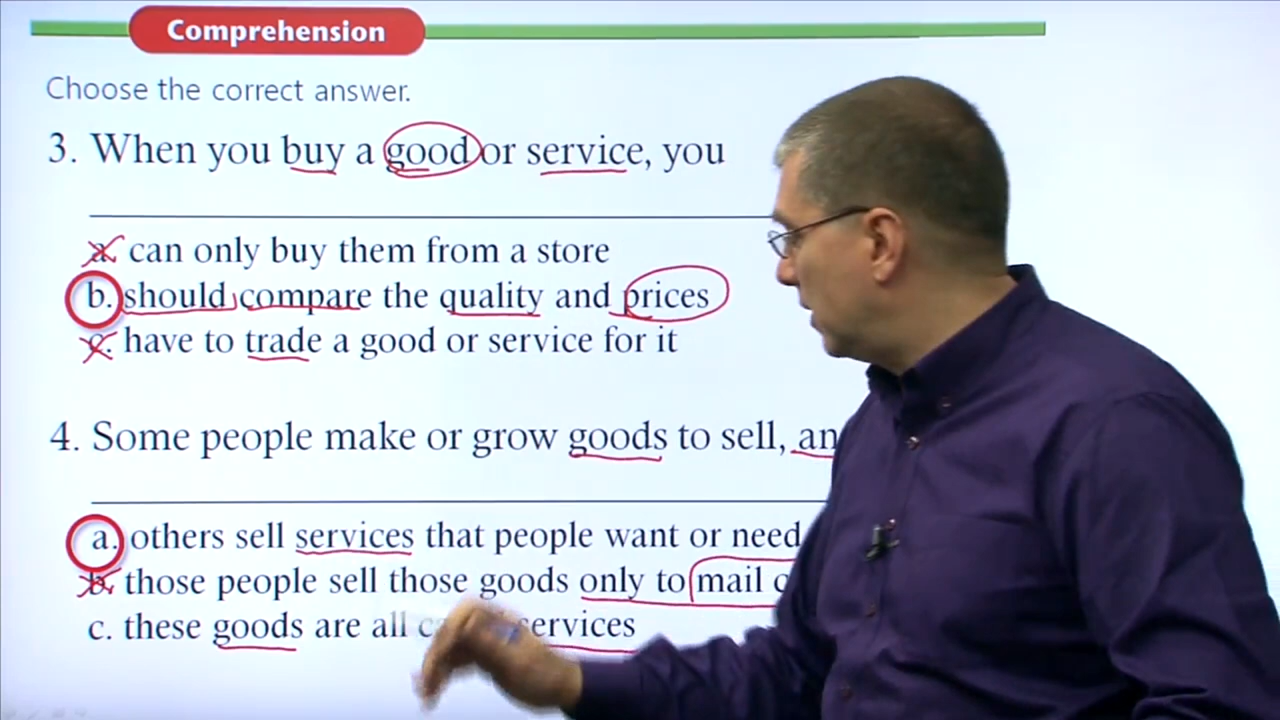 Comprehension
Choose the correct answer.
3. When you buy a good or service, you
a. can only buy them from a store
b. should compare the quality and prices
c. have to trade a good or service for it
4. Some people make or grow goods to sell,
a. others sell services that people want or need
b. those people sell those goods only to mail
c. these goods are all services